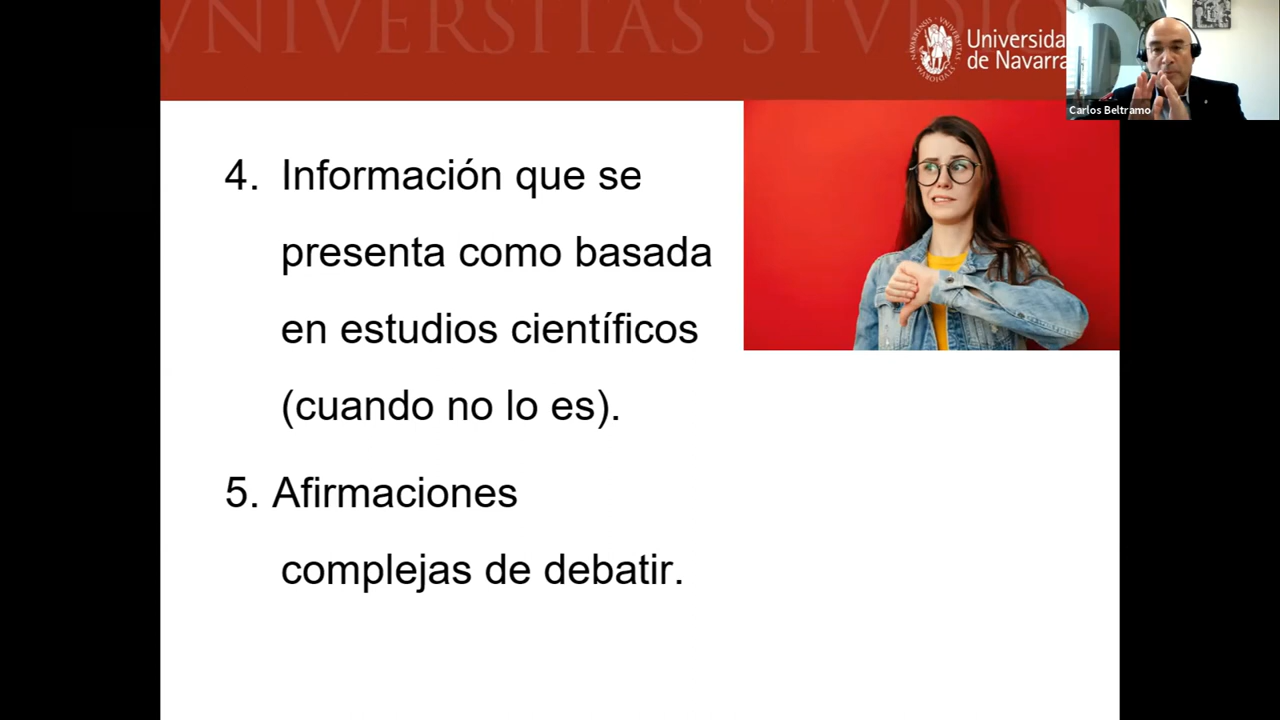 VNIVERSITAS STVDIO
Universida
de Navarra
Carlos Beltramo
4. Información que se
presenta como basada
en estudios científicos
(cuando no lo es).
5. Afirmaciones
complejas de debatir.